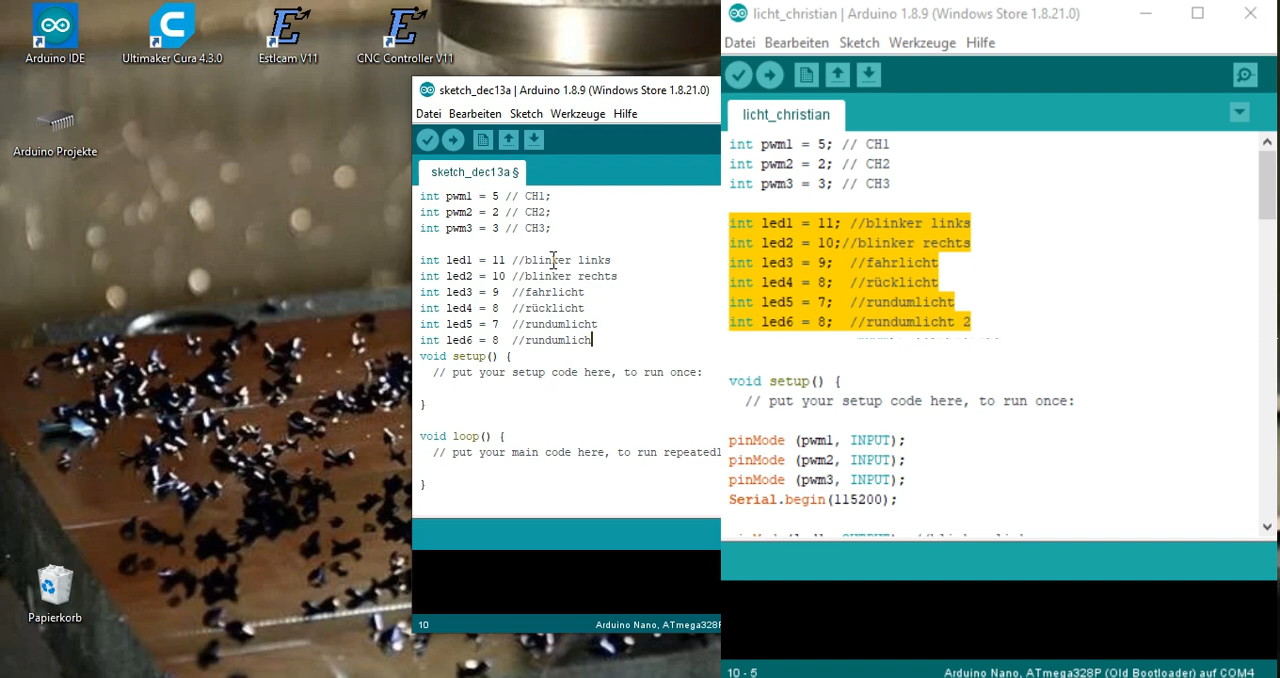 Arduino IDE
Ultimaker Cura 4.3.0
Estlcam V11
CNC Controller V11
Arduino Projekte
Papierkorb
sketch_dec13a | Arduino 1.8.9 (Windows Store 1.8.21.0)
Datei Bearbeiten Sketch Werkzeuge Hilfe
sketch_dec13a §
int pwm1 = 5 // CH1;
int pwm2 = 2 // CH2;
int pwm3 = 3 // CH3;
int led1 = 11 //blinker links
int led2 = 10 //blinker rechts
int led3 = 9 //fahrlicht
int led4 = 8 //rücklicht
int led5 = 7 //rundumlicht
int led6 = 8 //rundumlich
void setup() {
// put your setup code here, to run once:
}
void loop() {
// put your main code here, to run repeatedl
}
10
Arduino Nano, ATmega328P
licht_christian | Arduino 1.8.9 (Windows Store 1.8.21.0)
Datei Bearbeiten Sketch Werkzeuge Hilfe
licht_christian
int pwm1 = 5; // CH1
int pwm2 = 2; // CH2
int pwm3 = 3; // CH3
int led1 = 11; //blinker links
int led2 = 10;//blinker rechts
int led3 = 9; //fahrlicht
int led4 = 8; //rücklicht
int led5 = 7; //rundumlicht
int led6 = 8; //rundumlicht 2
void setup() {
// put your setup code here, to run once:
pinMode (pwm1, INPUT);
pinMode (pwm2, INPUT);
pinMode (pwm3, INPUT);
Serial.begin(115200);
10 - 5
Arduino Nano, ATmega328P (Old Bootloader) auf COM4